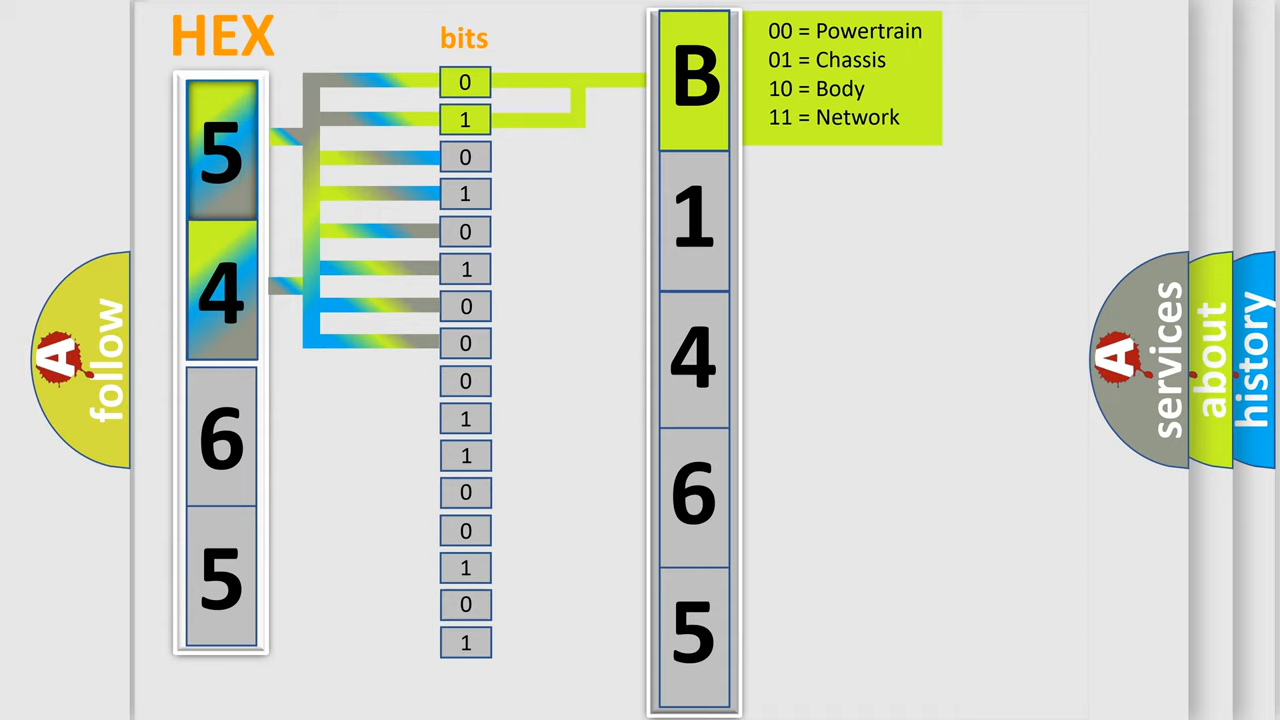 HEX
bits
5
4
6
5
0
1
0
1
0
1
0
0
0
1
1
0
0
1
0
1
B
1
4
6
5
00 = Powertrain
01 = Chassis
10 = Body
11 = Network
A
follow
A
services
about
history